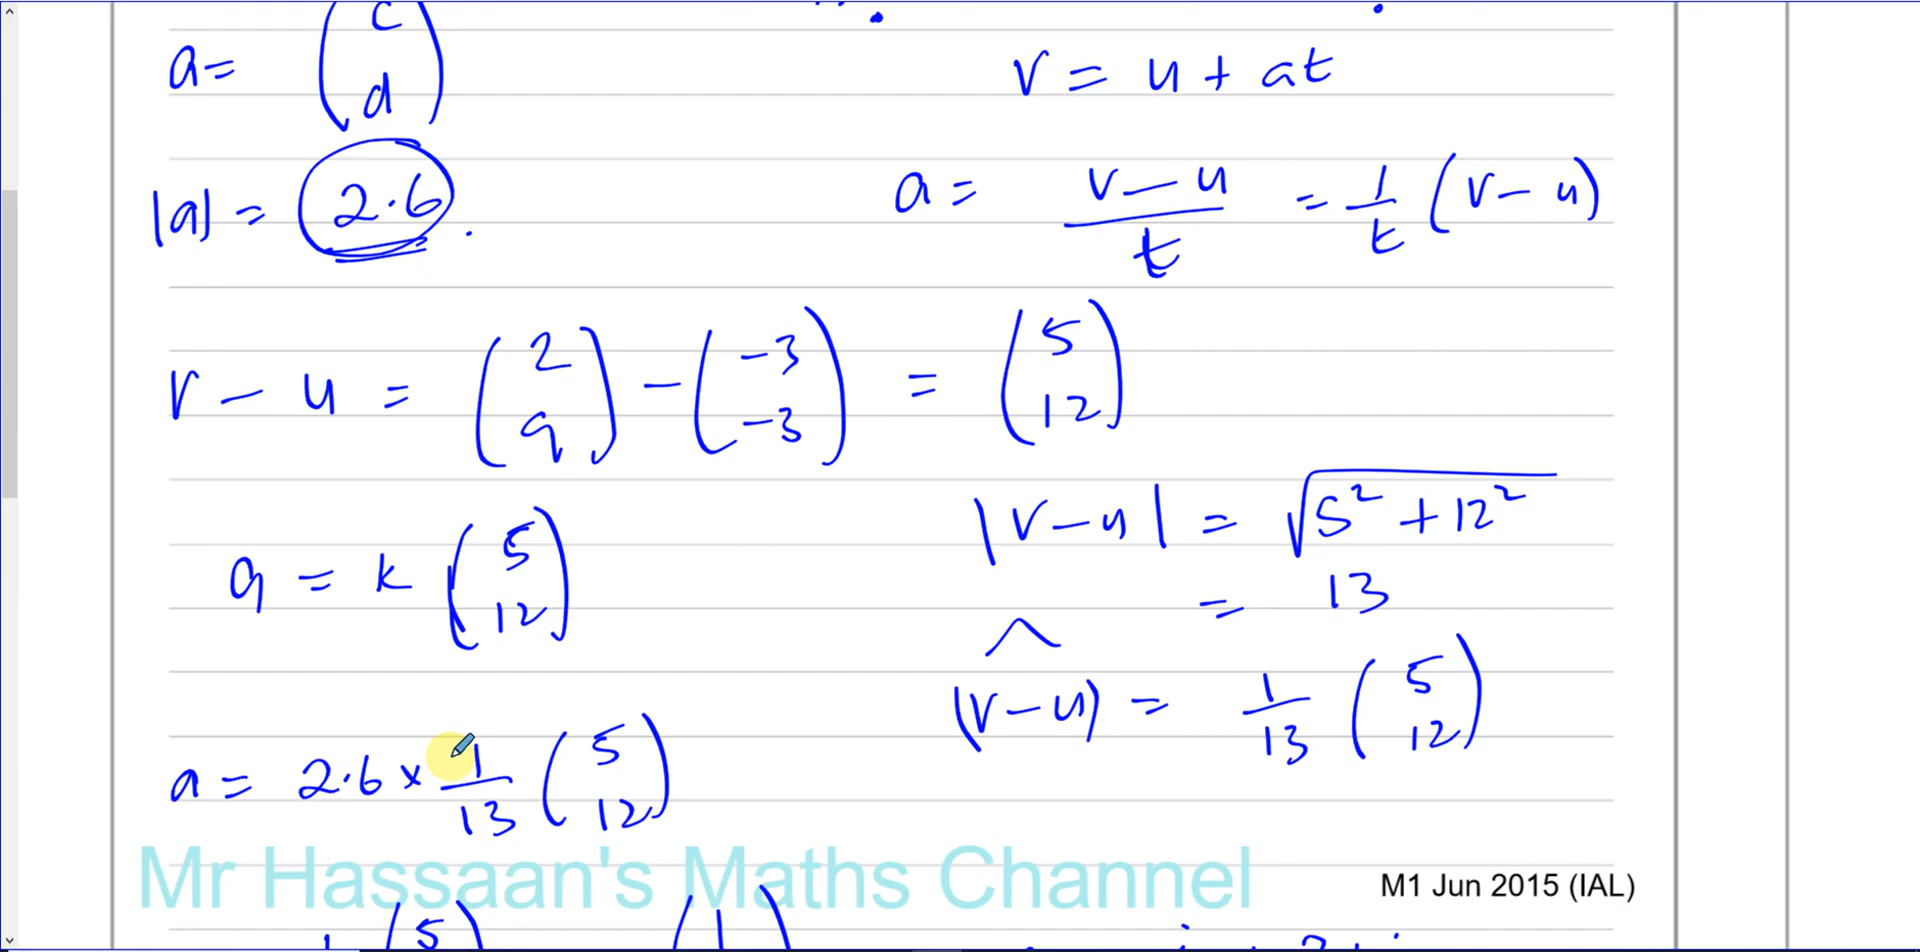 a = ( c
d )
v = u + at
|a| = 2.6 .
a = v - u / t = 1/t (v - u)
v - u = (2 9) - (-3 -3) = (5 12)
|v - u| = √5² + 12²
a = k (5 12)
= 13
(v - u) = 1/13 (5 12)
a = 2.6 × 1/13 (5 12)
Mr Hassaan's Maths Channel
M1 Jun 2015 (IAL)